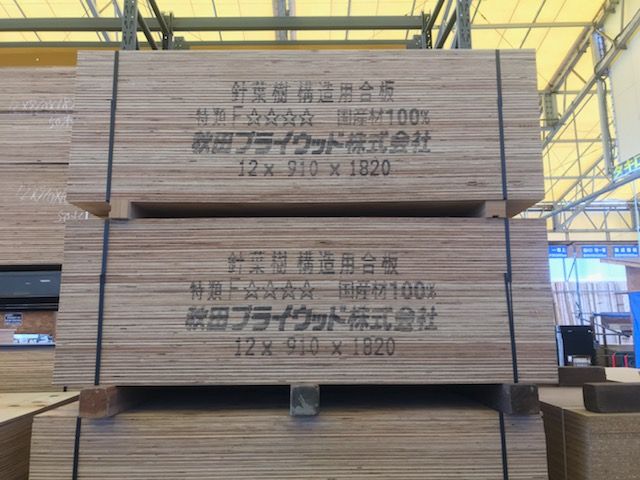 針葉樹 構造用合板
特類 F☆☆☆☆ 国産材100%
秋田プライウッド株式会社
12 x 910 x 1820
針葉樹 構造用合板
特類 F☆☆☆☆ 国産材100%
秋田プライウッド株式会社
12 x 910 x 1820